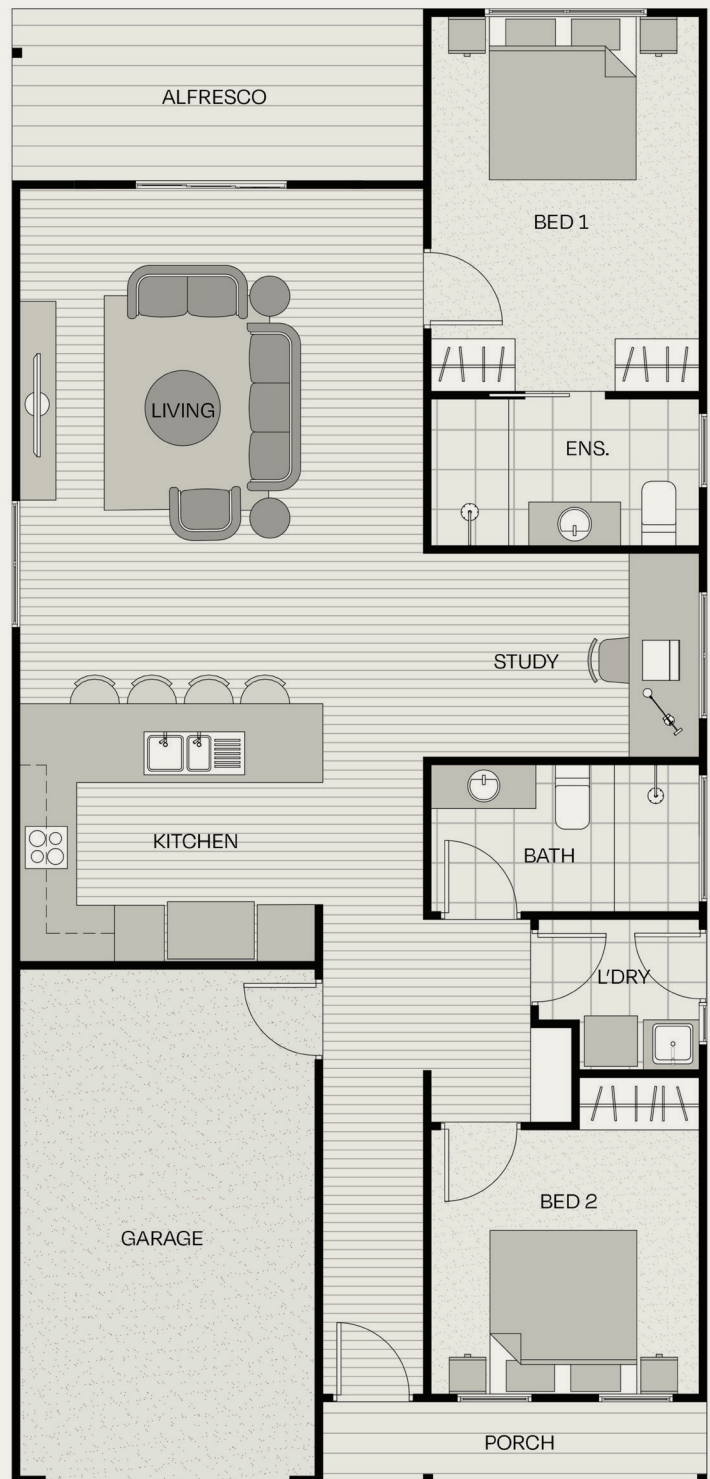 ALFRESCO
BED 1
LIVING
ENS.
STUDY
KITCHEN
BATH
L'DRY
BED 2
GARAGE
PORCH